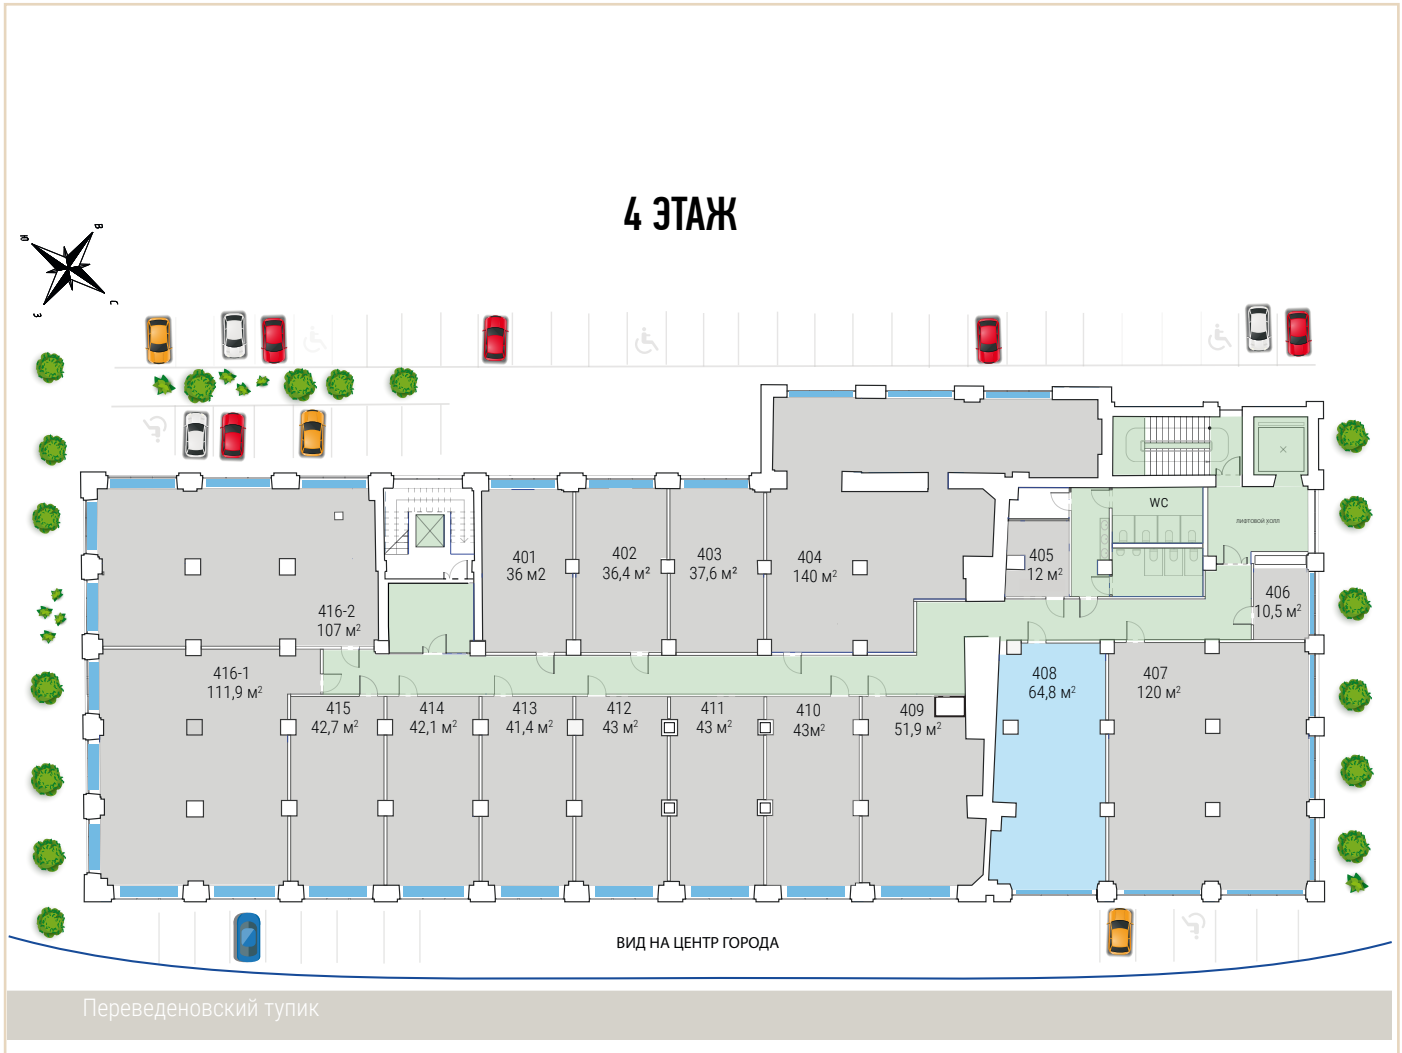 4 ЭТАЖ
В
Ю
С
З
WC
ЛИФТОВОЙ ХОЛЛ
401
36 м2
402
36,4 м²
403
37,6 м²
404
140 м²
405
12 м²
406
10,5 м²
416-2
107 м²
416-1
111,9 м²
415
42,7 м²
414
42,1 м²
413
41,4 м²
412
43 м²
411
43 м²
410
43м²
409
51,9 м²
408
64,8 м²
407
120 м²
ВИД НА ЦЕНТР ГОРОДА
Переведеновский тупик